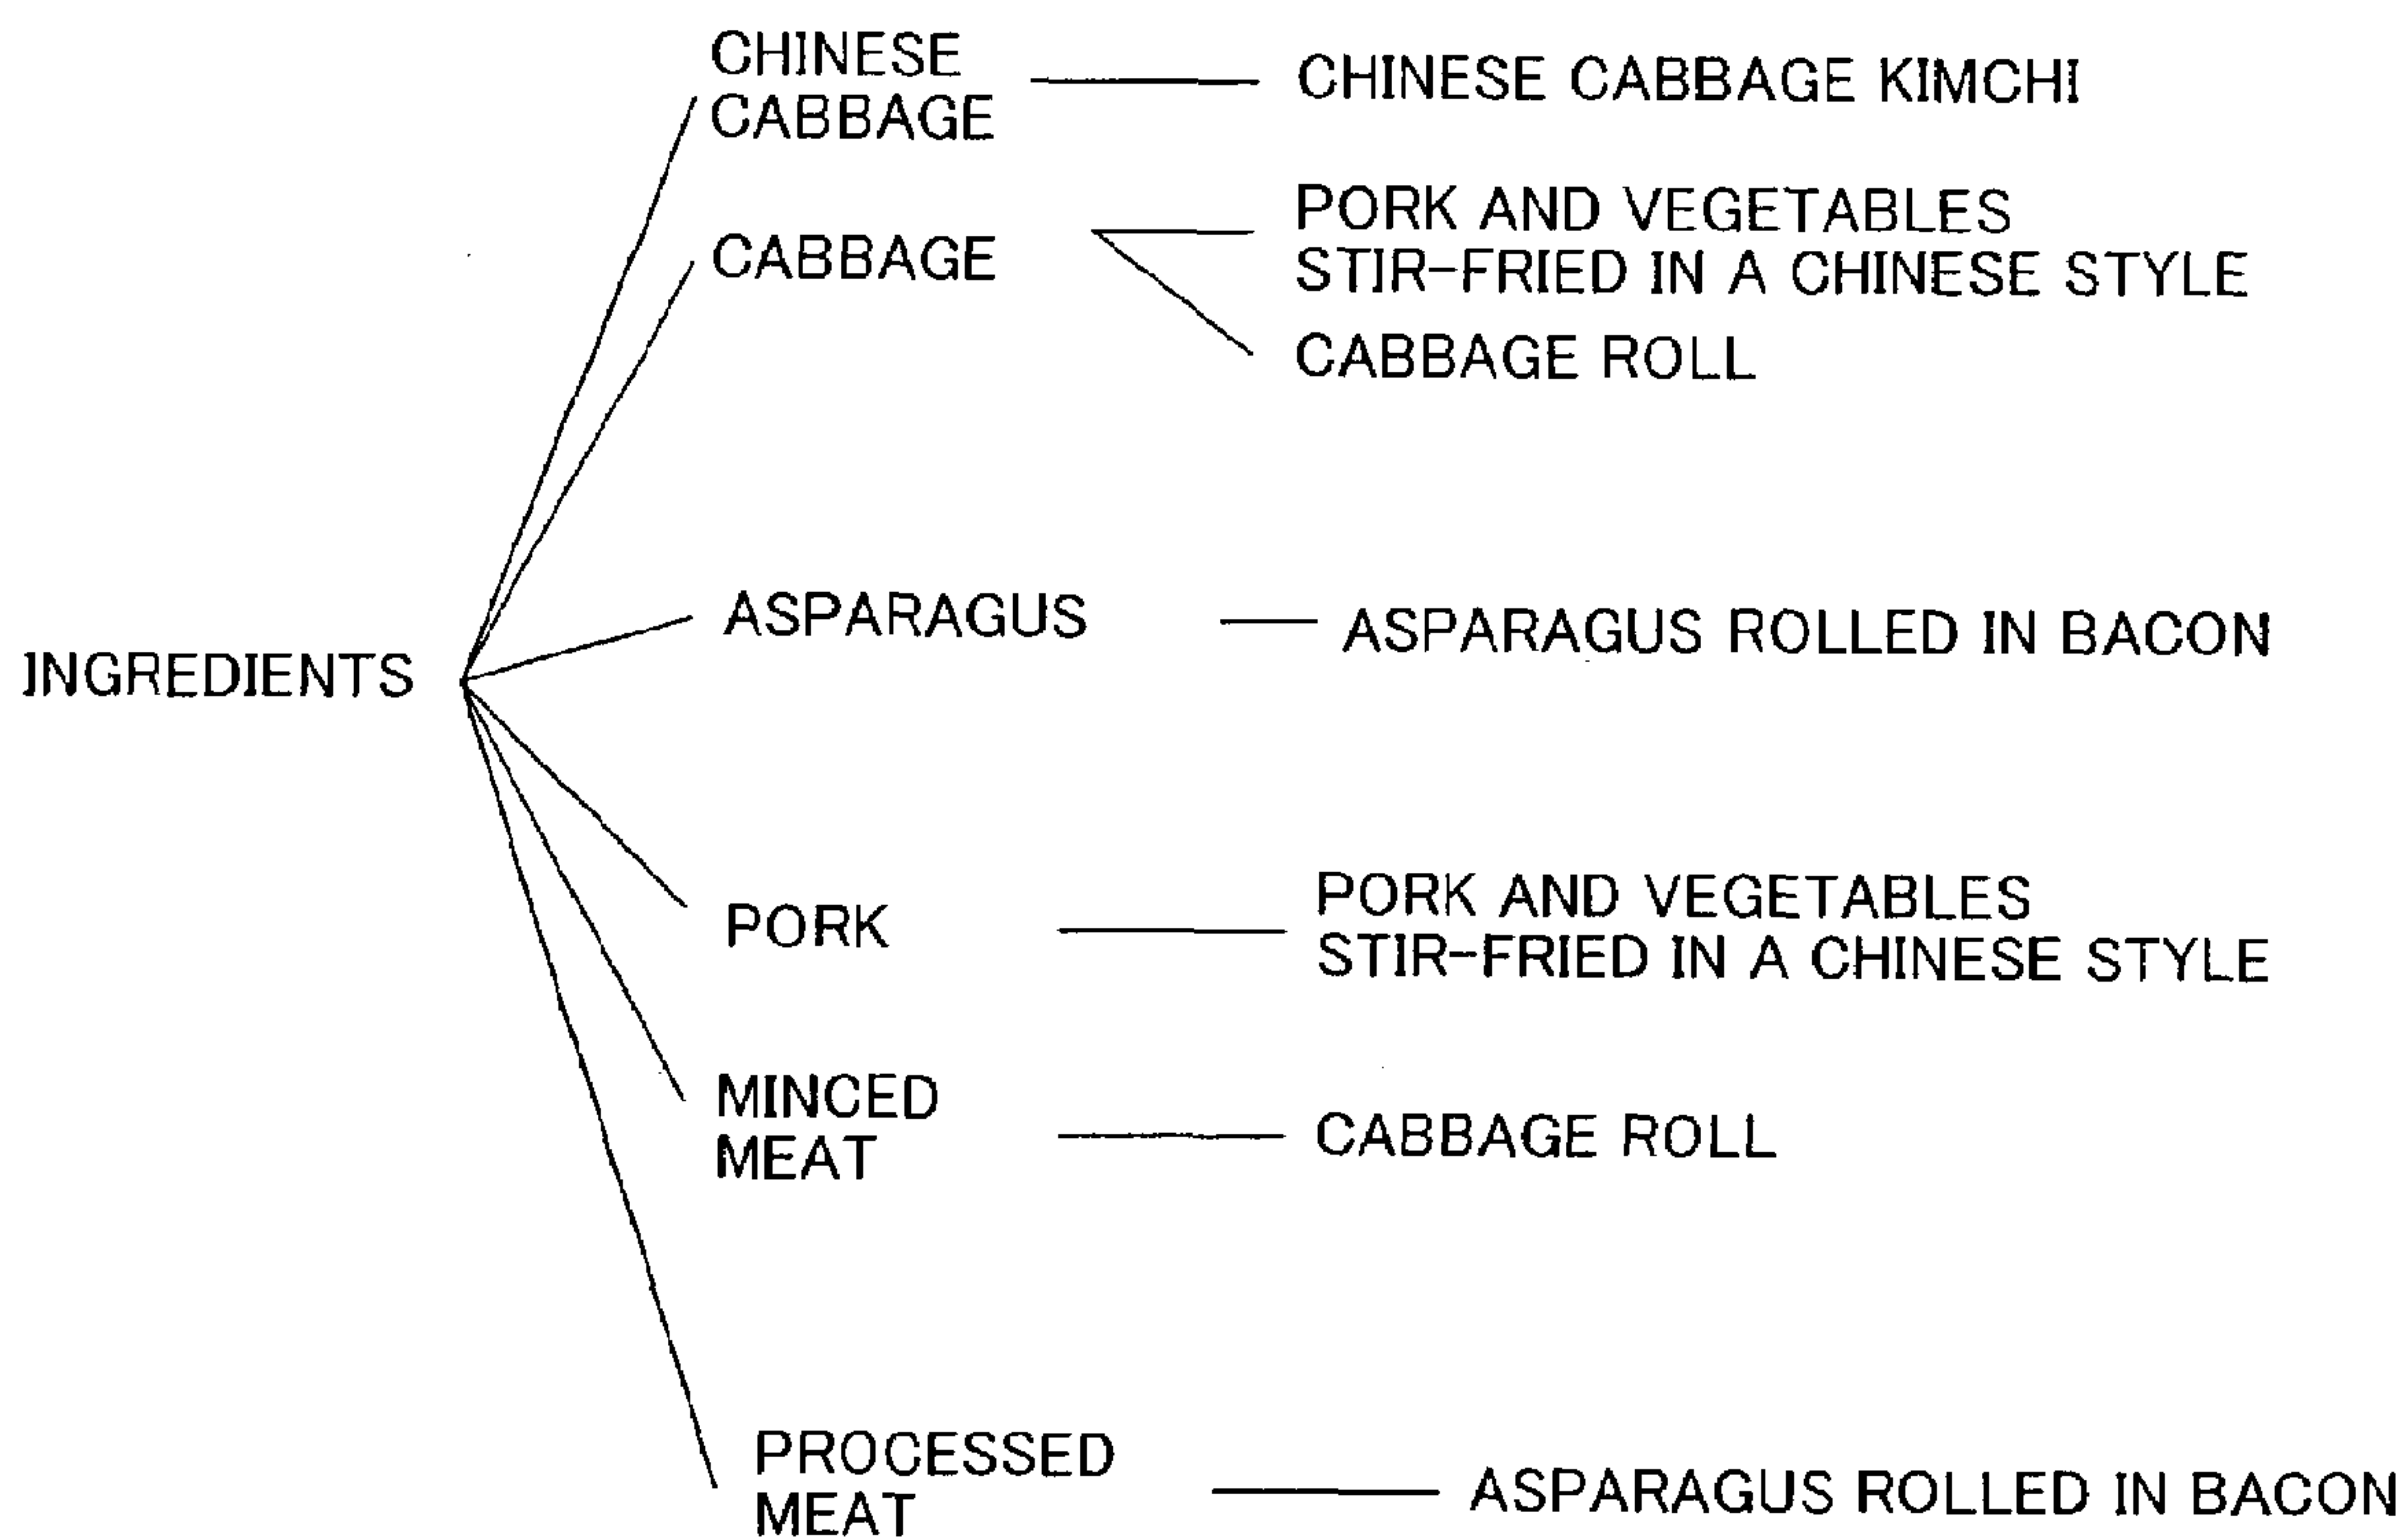 CHINESE
CABBAGE
CHINESE CABBAGE KIMCHI
CABBAGE
PORK AND VEGETABLES
STIR-FRIED IN A CHINESE STYLE
CABBAGE ROLL
INGREDIENTS
ASPARAGUS
ASPARAGUS ROLLED IN BACON
PORK
PORK AND VEGETABLES
STIR-FRIED IN A CHINESE STYLE
MINCED
MEAT
CABBAGE ROLL
PROCESSED
MEAT
ASPARAGUS ROLLED IN BACON